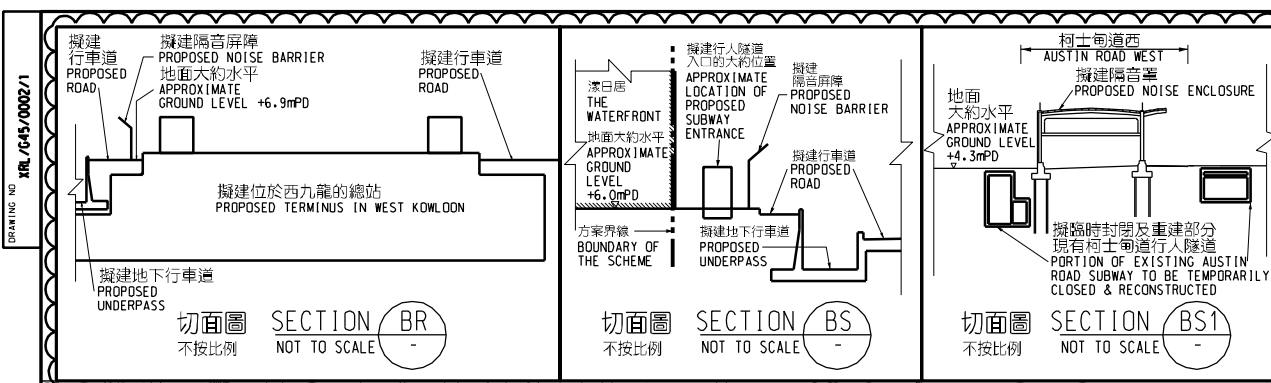 DRAWING NO
XRL/G45/0002/1
擬建
行車道
PROPOSED
ROAD
擬建隔音屏障
PROPOSED NOISE BARRIER
地面大約水平
APPROXIMATE
GROUND LEVEL +6.9mPD
擬建行車道
PROPOSED
ROAD
擬建位於西九龍的總站
PROPOSED TERMINUS IN WEST KOWLOON
擬建地下行車道
PROPOSED
UNDERPASS
切面圖 SECTION BR
不按比例 NOT TO SCALE -
擬建行人隧道
入口的大約位置
APPROXIMATE
LOCATION OF
PROPOSED
SUBWAY
ENTRANCE
擬建
隔音屏障
PROPOSED
NOISE BARRIER
漾日居
THE
WATERFRONT
地面大約水平
APPROXIMATE
GROUND
LEVEL
+6.0mPD
擬建行車道
PROPOSED
ROAD
方案界線
BOUNDARY OF
THE SCHEME
擬建地下行車道
PROPOSED
UNDERPASS
切面圖 SECTION BS
不按比例 NOT TO SCALE -
柯士甸道西
AUSTIN ROAD WEST
擬建隔音罩
PROPOSED NOISE ENCLOSURE
地面
大約水平
APPROXIMATE
GROUND LEVEL
+4.3mPD
擬臨時封閉及重建部分
現有柯士甸道行人隧道
PORTION OF EXISTING AUSTIN
ROAD SUBWAY TO BE TEMPORARILY
CLOSED & RECONSTRUCTED
切面圖 SECTION BS1
不按比例 NOT TO SCALE -